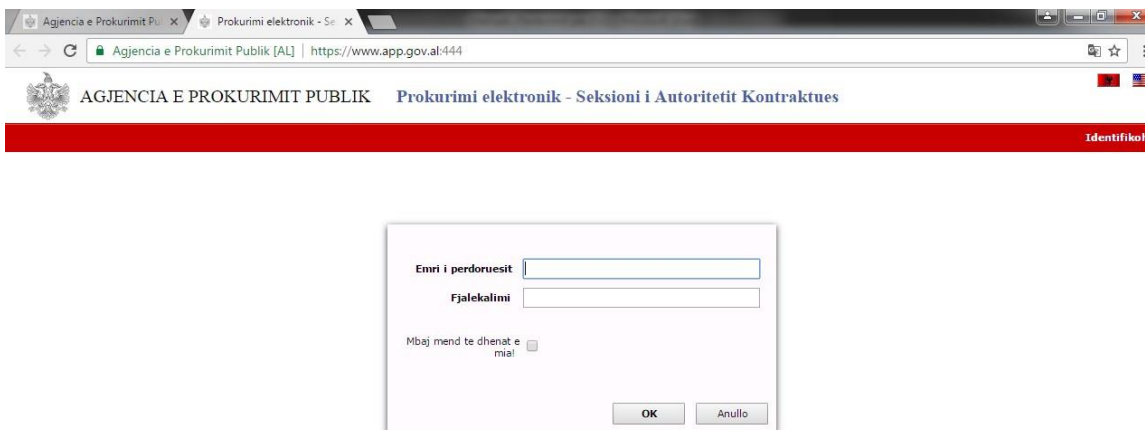 Agjencia e Prokurimit Pu
Prokurimi elektronik - Se
Agjencia e Prokurimit Publik [AL] | https://www.app.gov.al:444
AGJENCIA E PROKURIMIT PUBLIK Prokurimi elektronik - Seksioni i Autoritetit Kontraktues
Identifikoh
Emri i perdoruesit
Fjalekalimi
Mbaj mend te dhenat e
mia!
OK Anullo